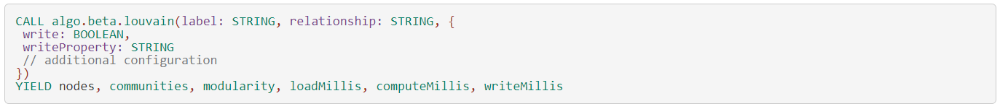 CALL algo.beta.louvain(label: STRING, relationship: STRING, {
 write: BOOLEAN,
 writeProperty: STRING
 // additional configuration
})
YIELD nodes, communities, modularity, loadMillis, computeMillis, writeMillis